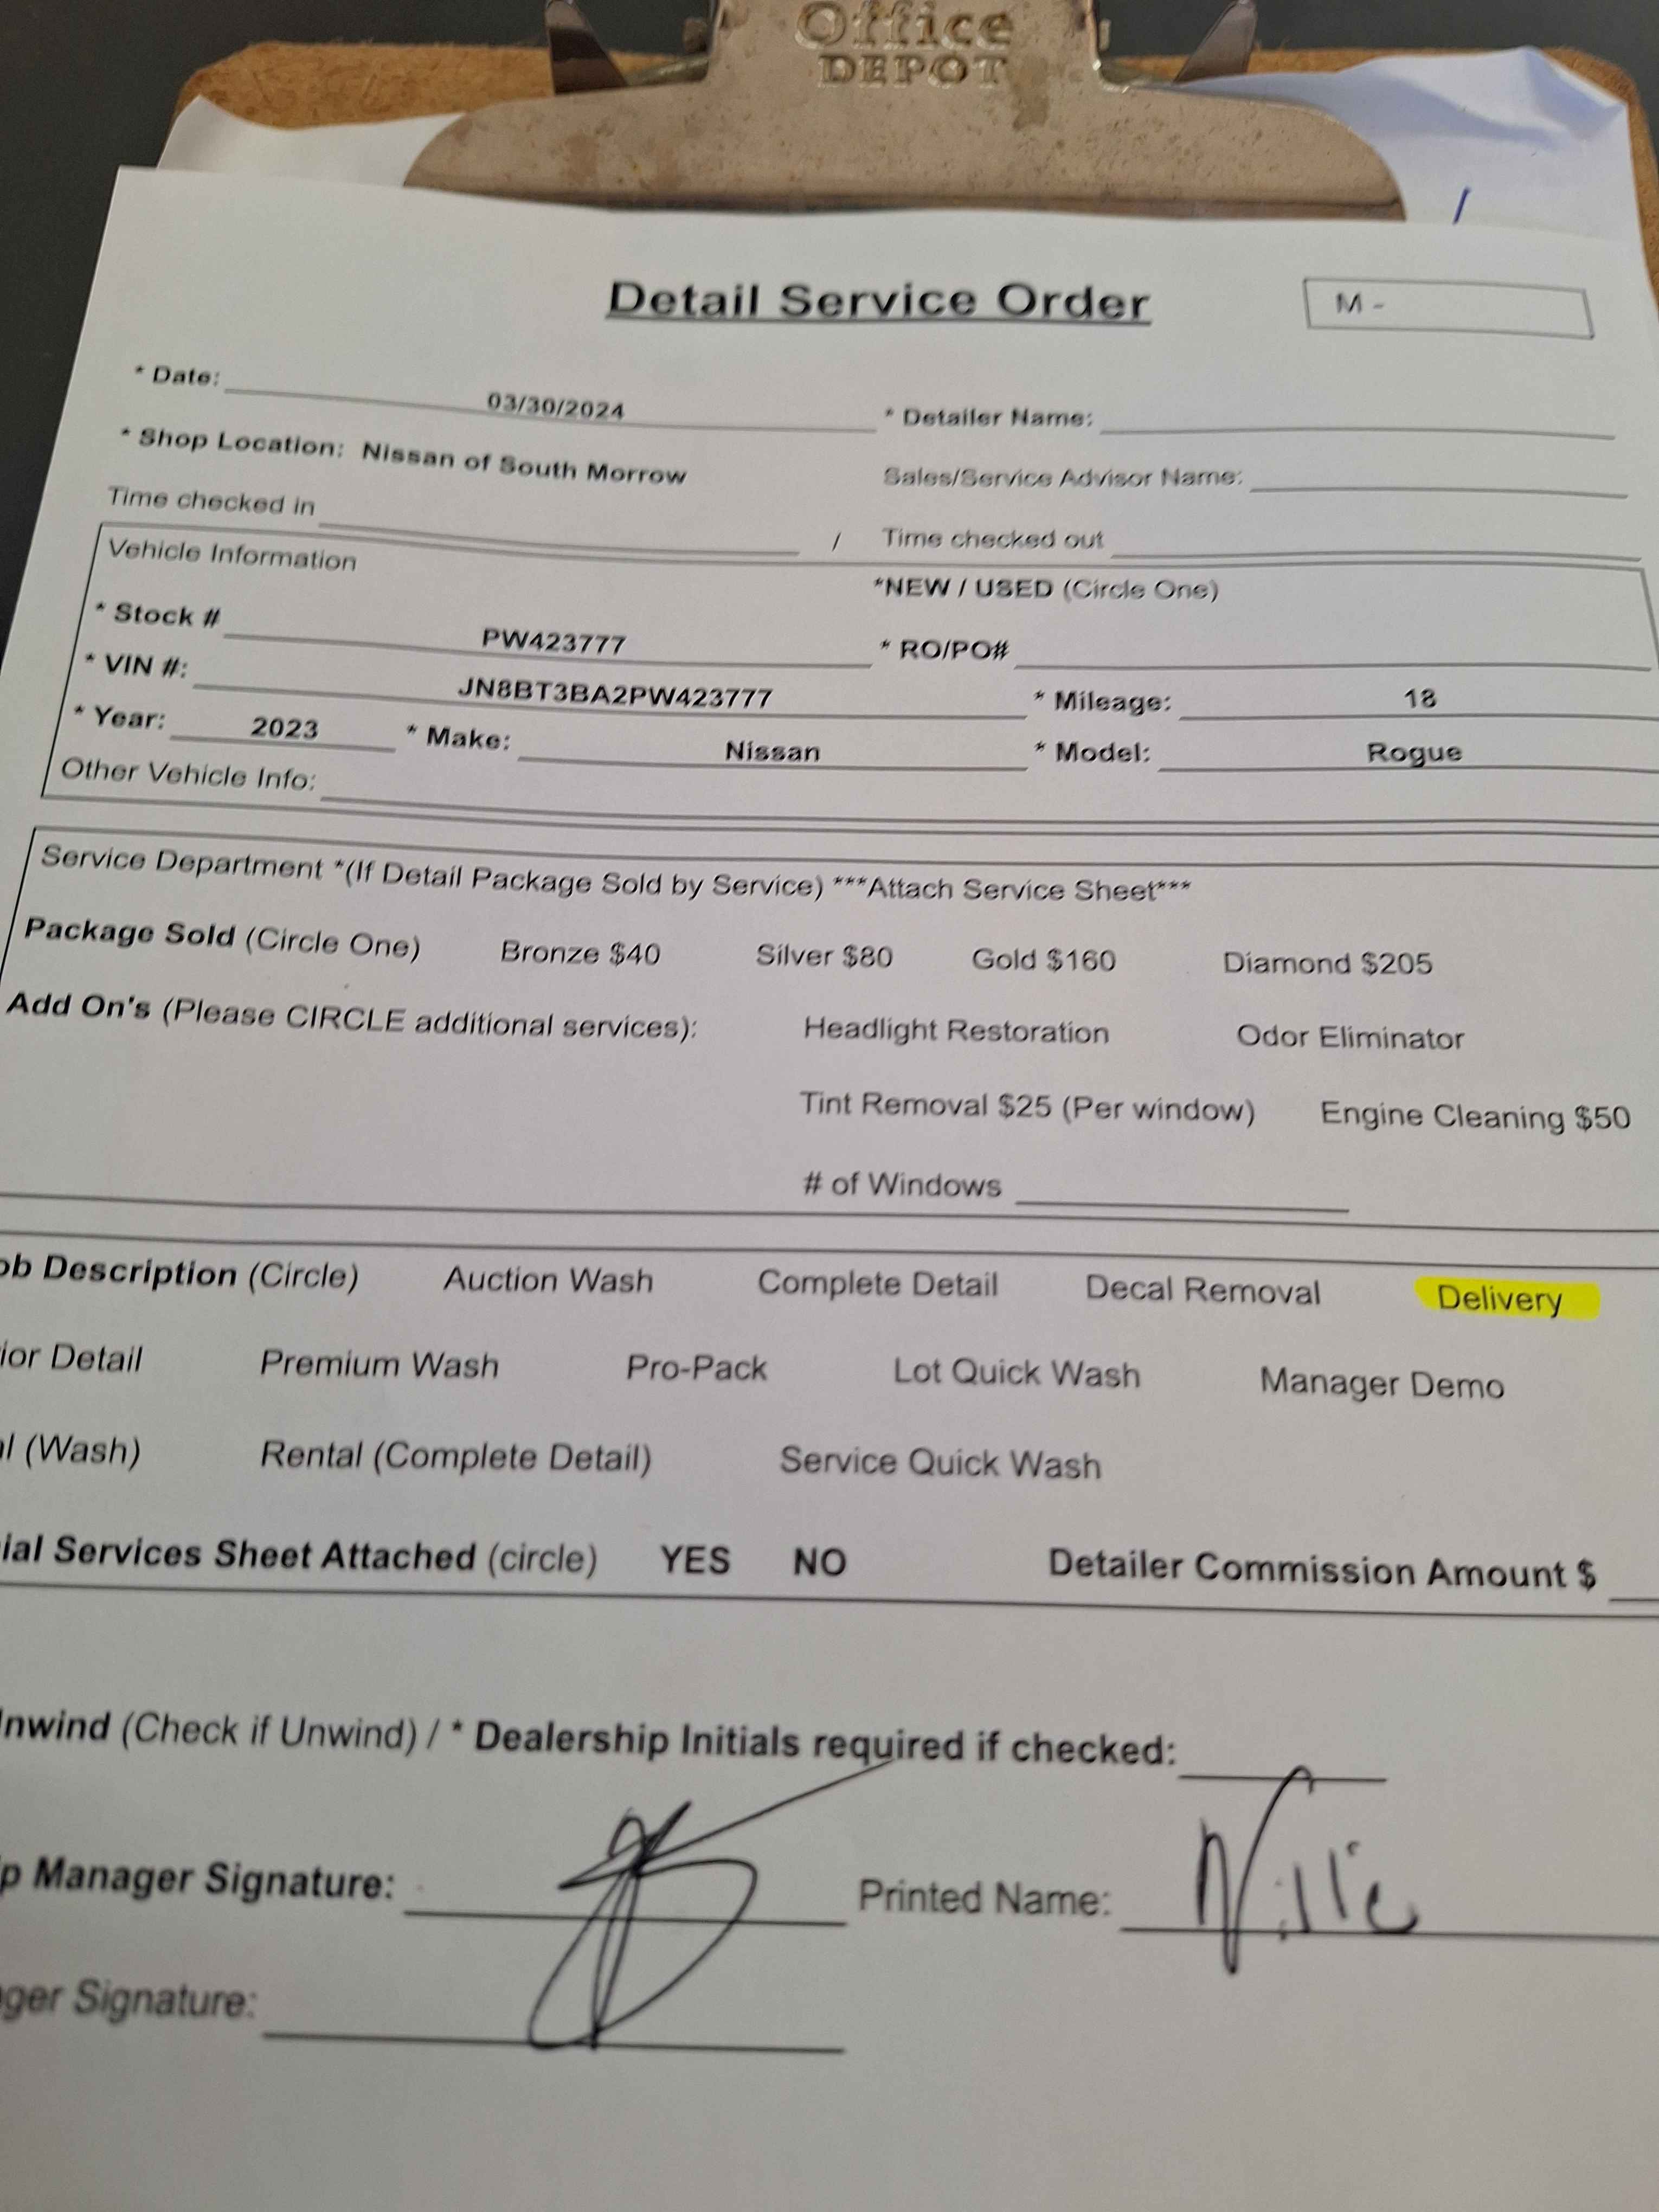 Office
DEPOT
Detail Service Order
M -
* Date: 03/30/2024 * Detailer Name:
* Shop Location: Nissan of South Morrow Sales/Service Advisor Name:
Time checked in / Time checked out
Vehicle Information *NEW / USED (Circle One)
* Stock # PW423777 * RO/PO#
* VIN #: JN8BT3BA2PW423777 * Mileage: 18
* Year: 2023 * Make: Nissan * Model: Rogue
Other Vehicle Info:
Service Department *(If Detail Package Sold by Service) ***Attach Service Sheet***
Package Sold (Circle One) Bronze $40 Silver $80 Gold $160 Diamond $205
Add On's (Please CIRCLE additional services): Headlight Restoration Odor Eliminator
Tint Removal $25 (Per window) Engine Cleaning $50
# of Windows
ob Description (Circle) Auction Wash Complete Detail Decal Removal Delivery
ior Detail Premium Wash Pro-Pack Lot Quick Wash Manager Demo
l (Wash) Rental (Complete Detail) Service Quick Wash
ial Services Sheet Attached (circle) YES NO Detailer Commission Amount $
nwind (Check if Unwind) / * Dealership Initials required if checked:
p Manager Signature: Printed Name:
ger Signature: